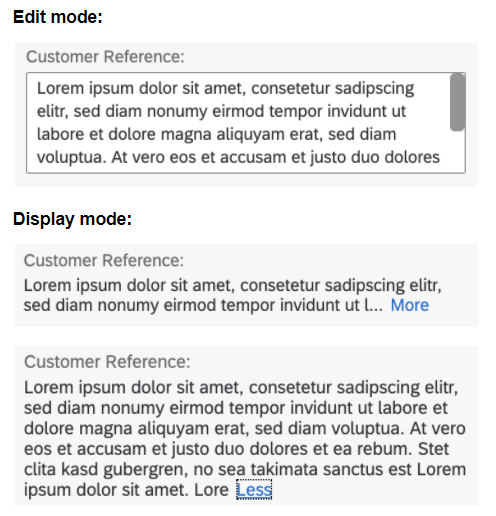 Edit mode:
Customer Reference:
Lorem ipsum dolor sit amet, consetetur sadipscing
elitr, sed diam nonumy eirmod tempor invidunt ut
labore et dolore magna aliquyam erat, sed diam
voluptua. At vero eos et accusam et justo duo dolores
Display mode:
Customer Reference:
Lorem ipsum dolor sit amet, consetetur sadipscing elitr,
sed diam nonumy eirmod tempor invidunt ut l... More
Customer Reference:
Lorem ipsum dolor sit amet, consetetur sadipscing elitr,
sed diam nonumy eirmod tempor invidunt ut labore et
dolore magna aliquyam erat, sed diam voluptua. At vero
eos et accusam et justo duo dolores et ea rebum. Stet
clita kasd gubergren, no sea takimata sanctus est Lorem
ipsum dolor sit amet. Lore Less